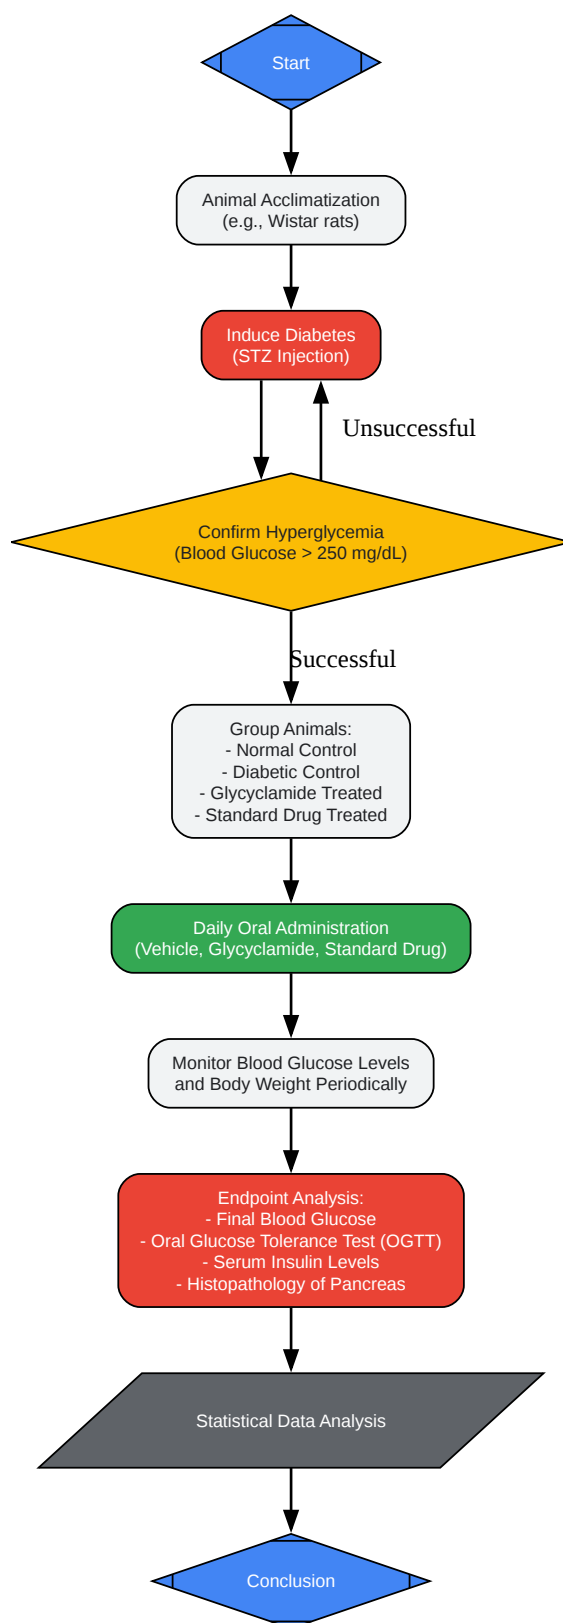 Start
Animal Acclimatization
(e.g., Wistar rats)
Induce Diabetes
(STZ Injection)
Unsuccessful
Confirm Hyperglycemia
(Blood Glucose > 250 mg/dL)
Successful
Group Animals:
- Normal Control
- Diabetic Control
- Glycyclamide Treated
- Standard Drug Treated
Daily Oral Administration
(Vehicle, Glycyclamide, Standard Drug)
Monitor Blood Glucose Levels
and Body Weight Periodically
Endpoint Analysis:
- Final Blood Glucose
- Oral Glucose Tolerance Test (OGTT)
- Serum Insulin Levels
- Histopathology of Pancreas
Statistical Data Analysis
Conclusion